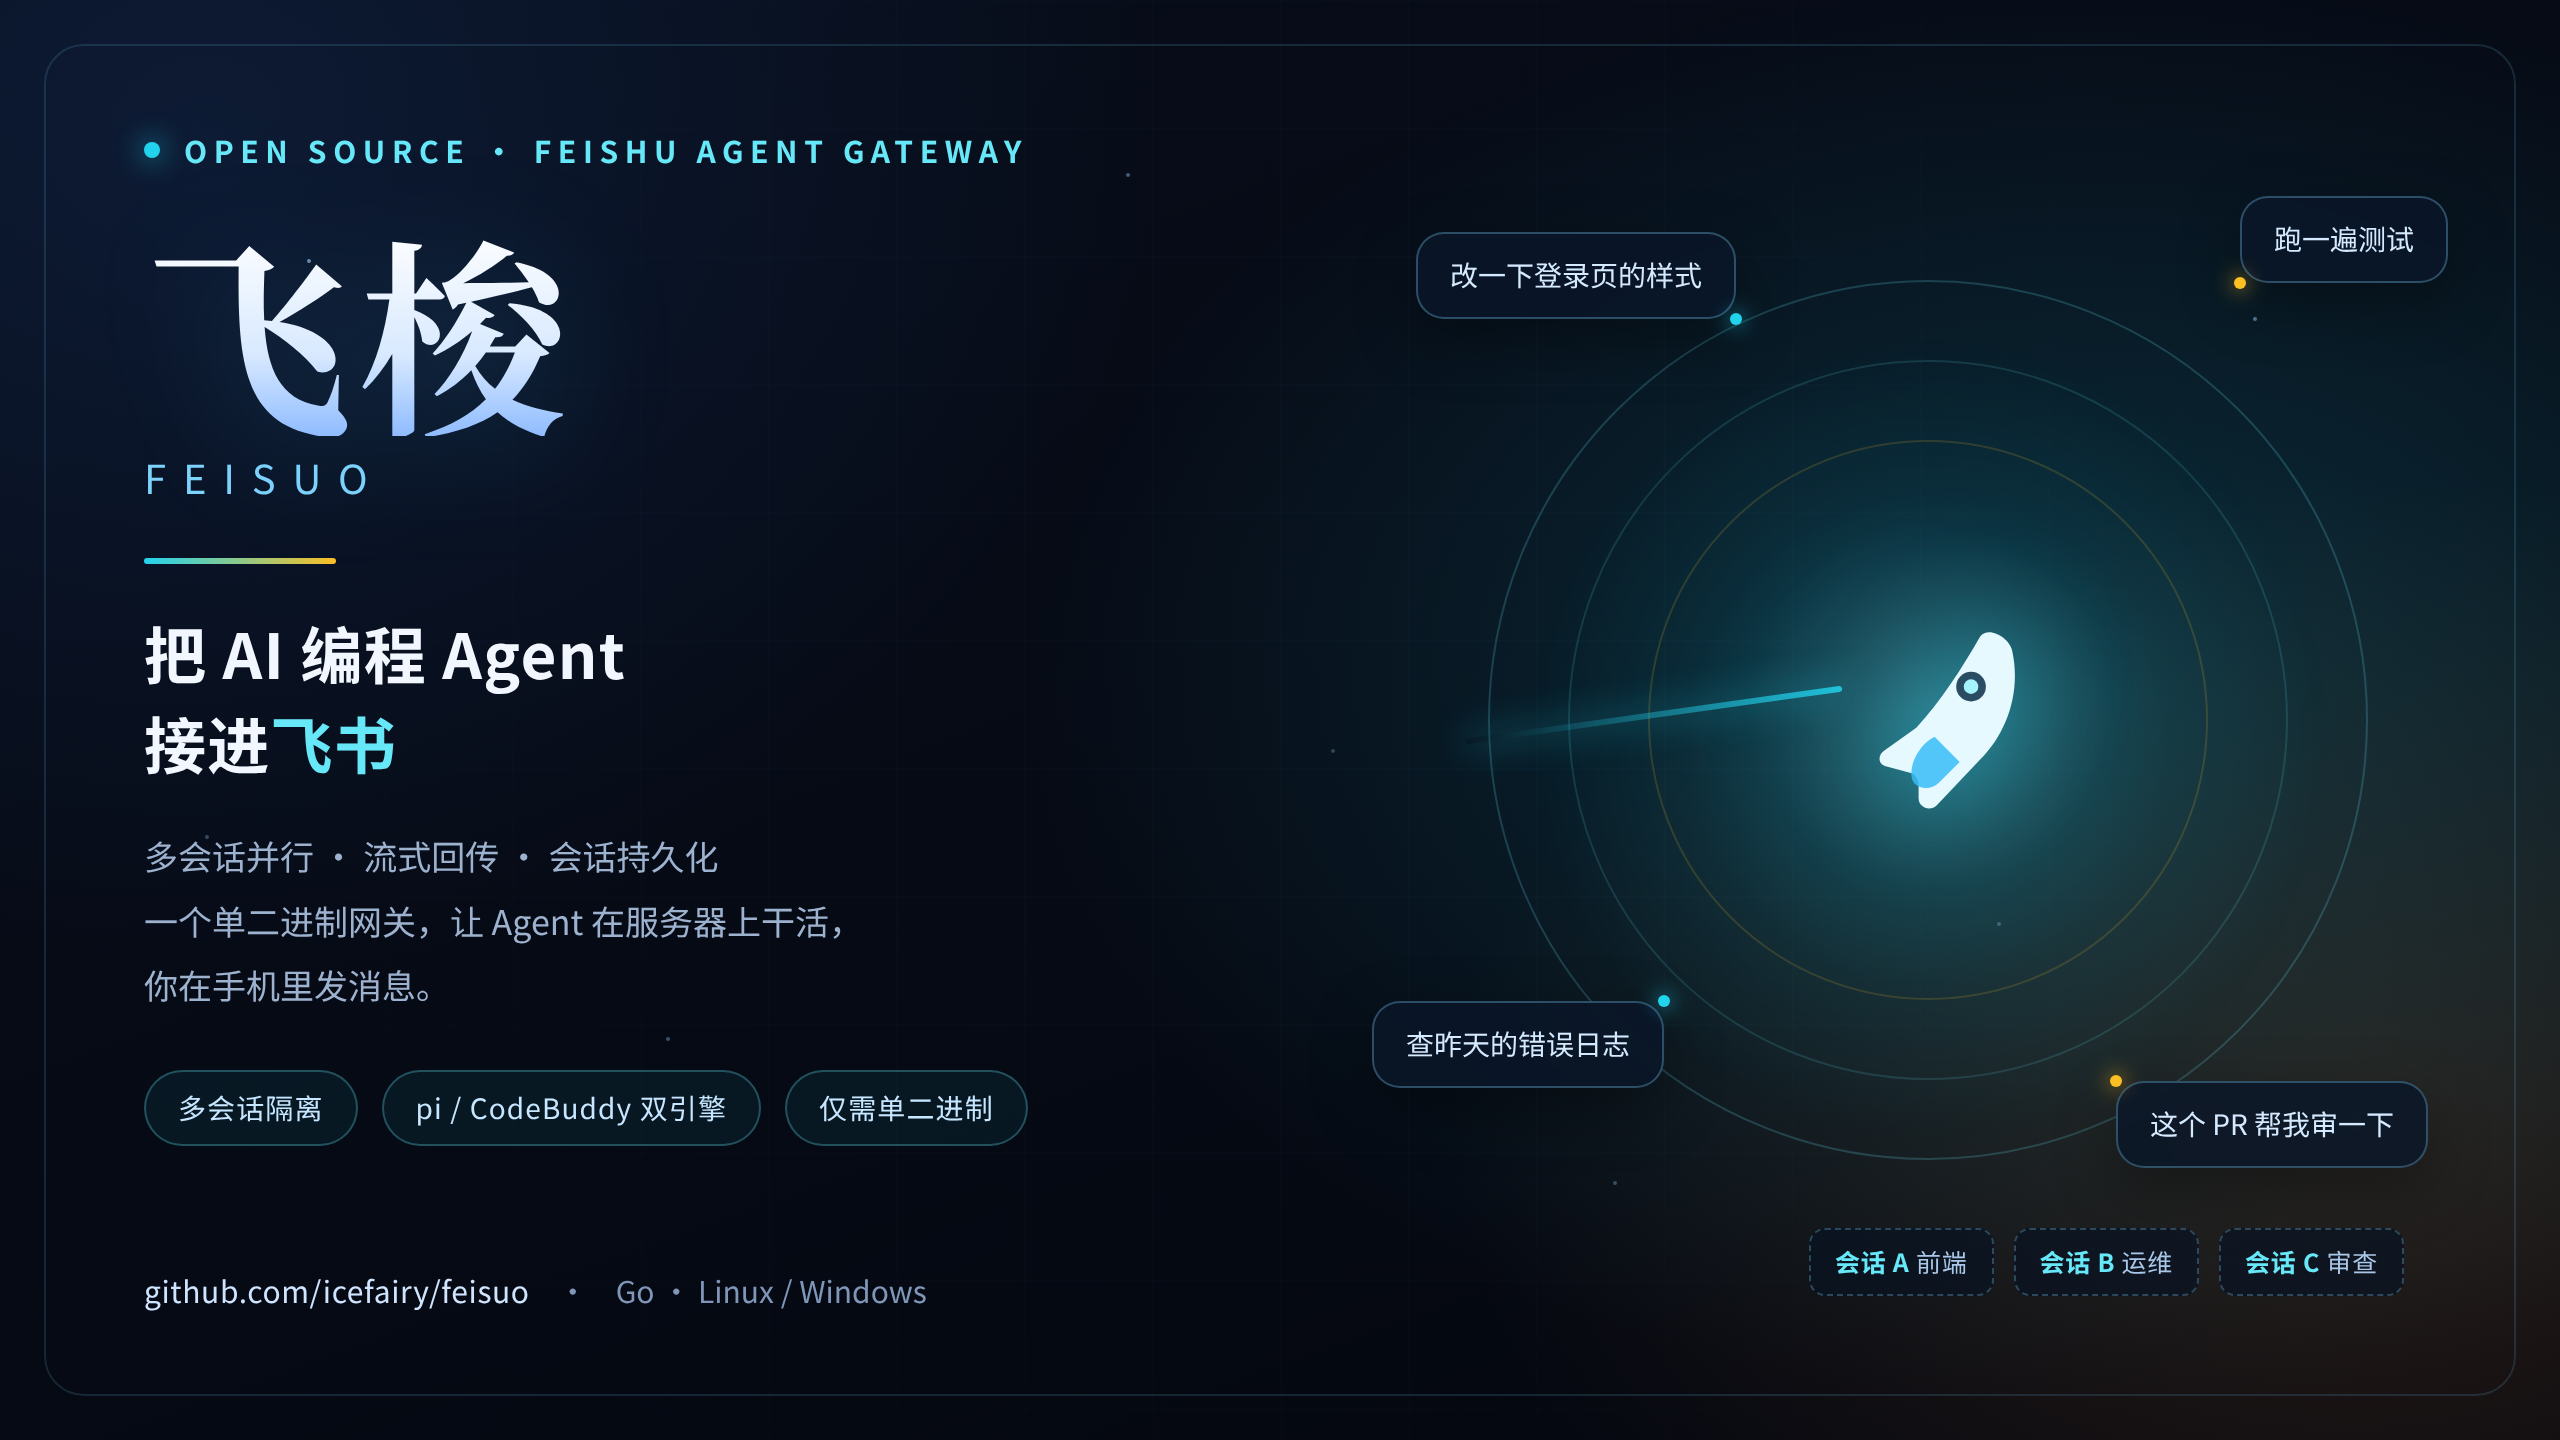 OPEN SOURCE · FEISHU AGENT GATEWAY
飞梭
FEISUO
把 AI 编程 Agent
接进飞书
多会话并行 · 流式回传 · 会话持久化
一个单二进制网关，让 Agent 在服务器上干活，
你在手机里发消息。
多会话隔离
pi / CodeBuddy 双引擎
仅需单二进制
github.com/icefairy/feisuo · Go · Linux / Windows
改一下登录页的样式
跑一遍测试
查昨天的错误日志
这个 PR 帮我审一下
会话 A 前端
会话 B 运维
会话 C 审查